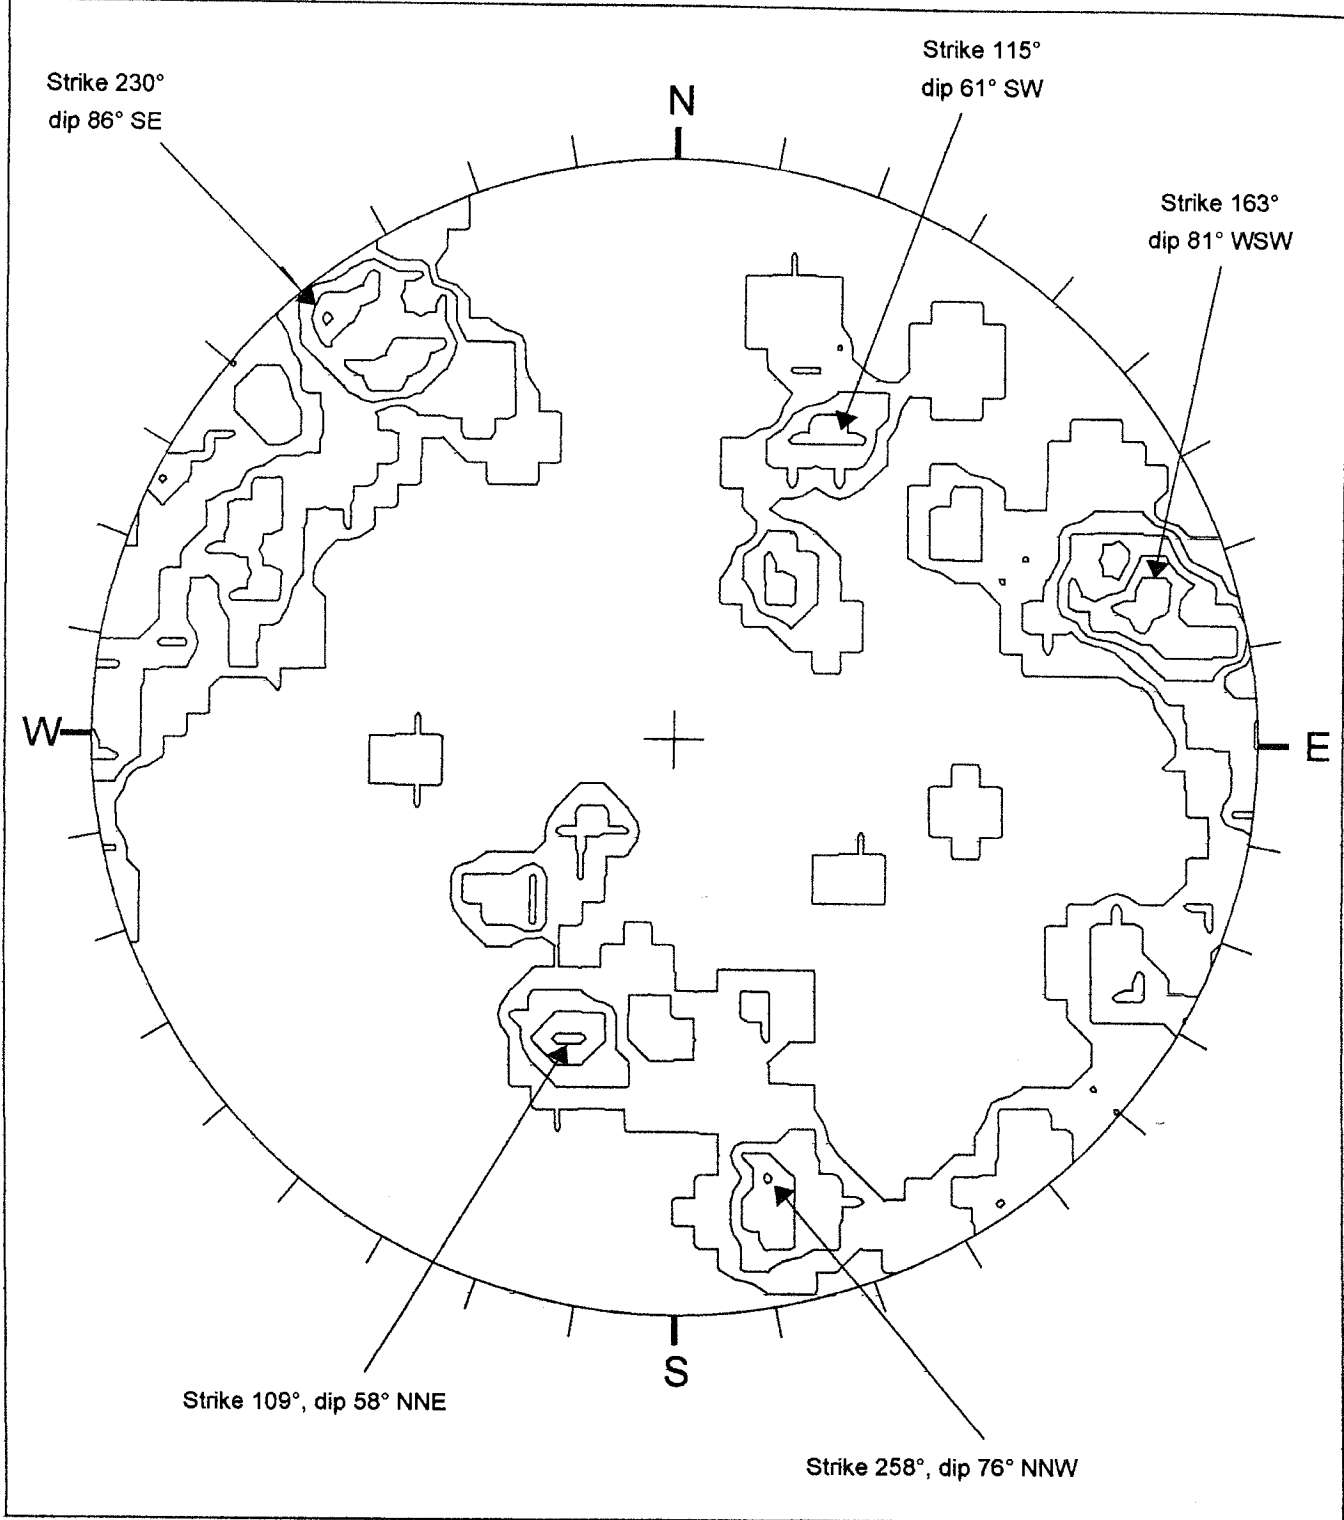 Strike 115°
dip 61° SW
Strike 230°
dip 86° SE
N
Strike 163°
dip 81° WSW
W
E
S
Strike 109°, dip 58° NNE
Strike 258°, dip 76° NNW